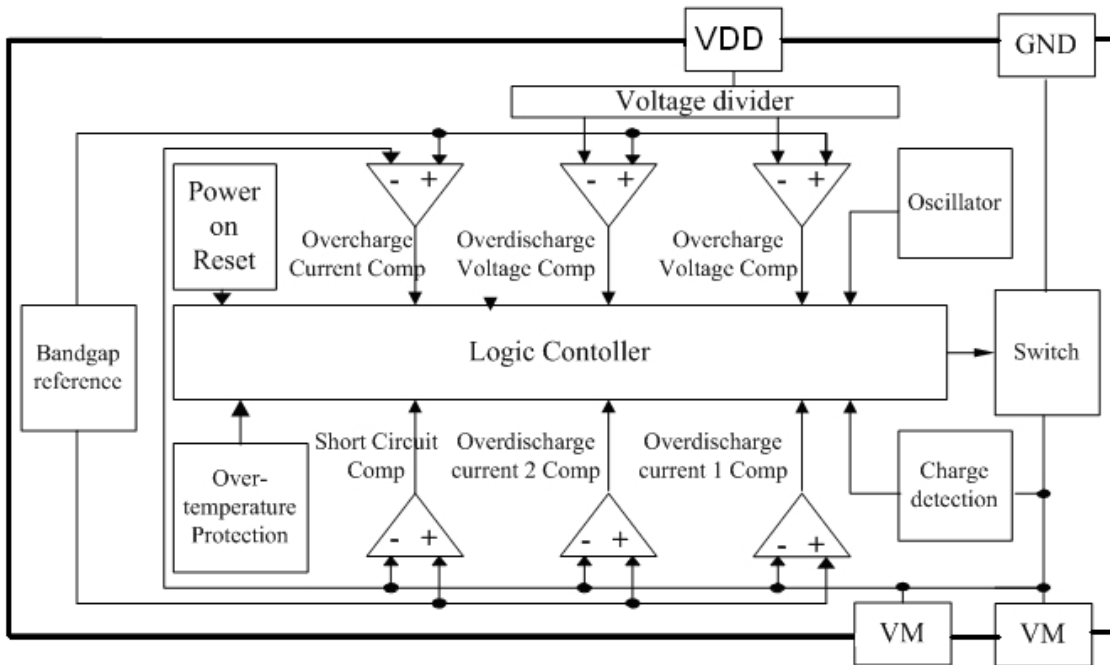 VDD
GND
Voltage divider
- +
- +
- +
Power
on
Reset
Oscillator
Overcharge
Current Comp
Overdischarge
Voltage Comp
Overcharge
Voltage Comp
Bandgap
reference
Logic Contoller
Switch
Short Circuit
Comp
Overdischarge
current 2 Comp
Overdischarge
current 1 Comp
Over-
temperature
Protection
Charge
detection
- +
- +
- +
VM
VM